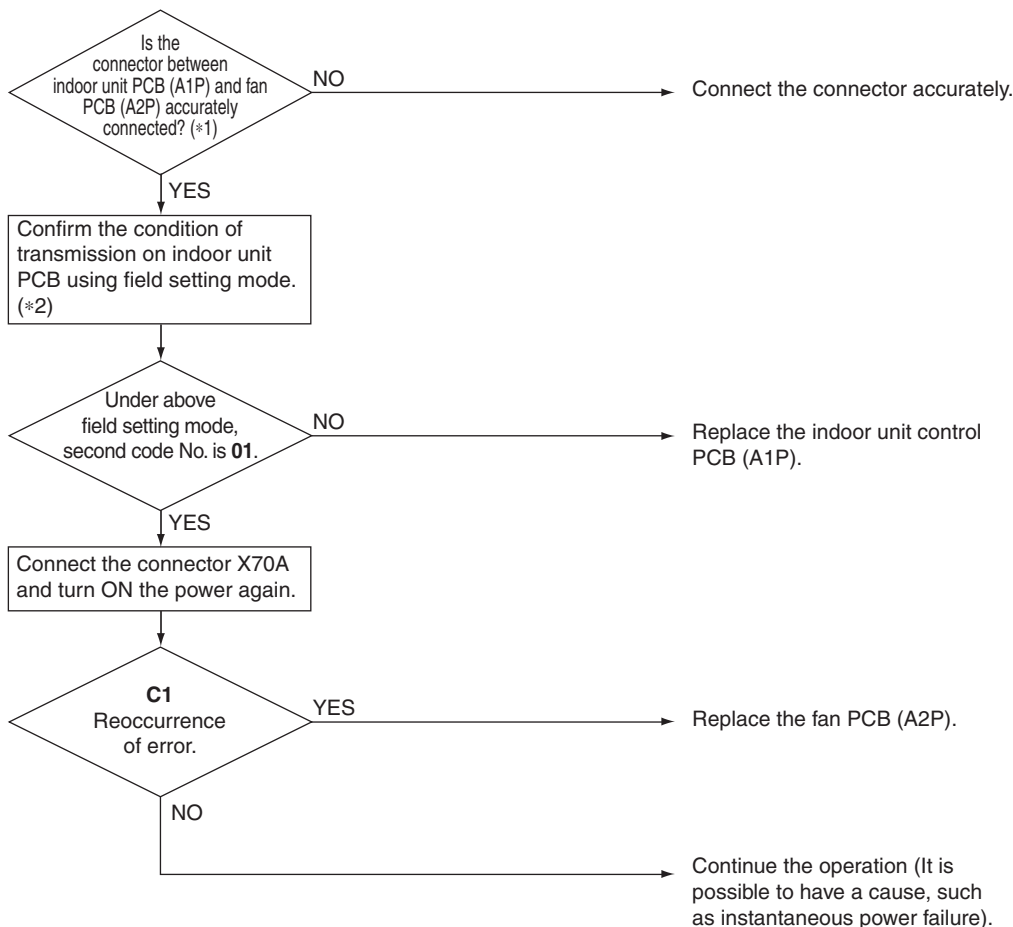 Is the
connector between
indoor unit PCB (A1P) and fan
PCB (A2P) accurately
connected? (*1)
NO
Connect the connector accurately.
YES
Confirm the condition of
transmission on indoor unit
PCB using field setting mode.
(*2)
Under above
field setting mode,
second code No. is 01.
NO
Replace the indoor unit control
PCB (A1P).
YES
Connect the connector X70A
and turn ON the power again.
C1
Reoccurrence
of error.
YES
Replace the fan PCB (A2P).
NO
Continue the operation (It is
possible to have a cause, such
as instantaneous power failure).